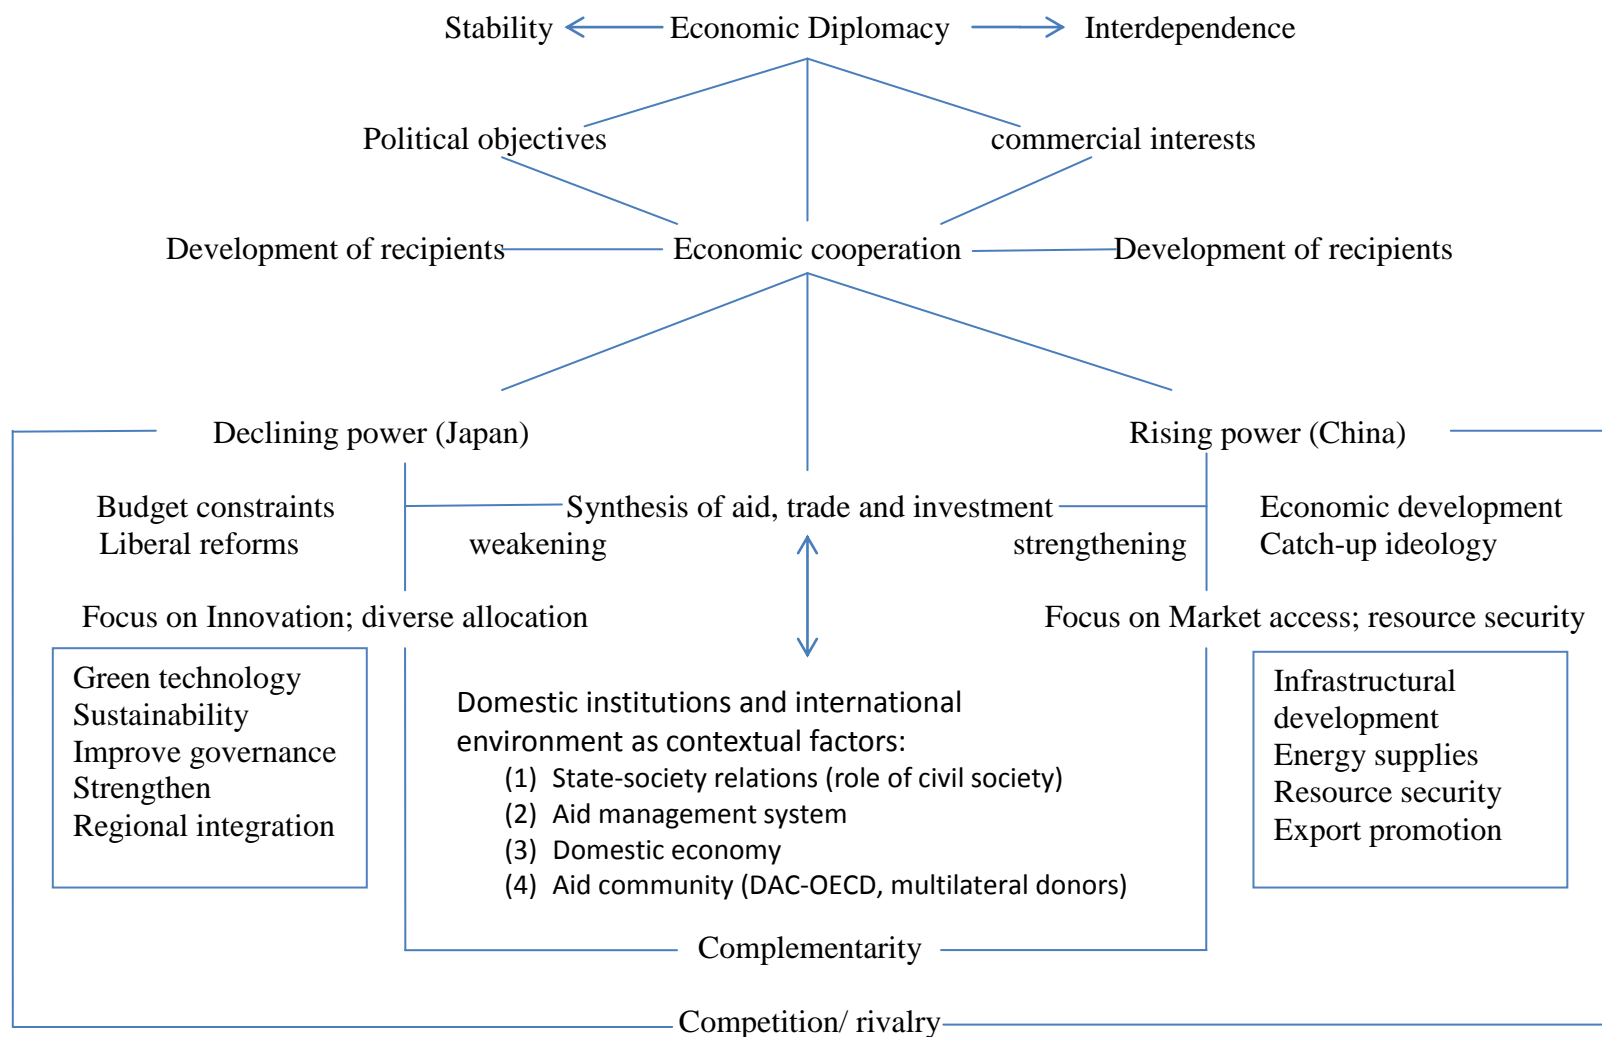 Stability Economic Diplomacy Interdependence
Political objectives commercial interests
Development of recipients Economic cooperation Development of recipients
Declining power (Japan) Rising power (China)
Budget constraints
Liberal reforms
Synthesis of aid, trade and investment
weakening strengthening
Economic development
Catch-up ideology
Focus on Innovation; diverse allocation
Focus on Market access; resource security
Green technology
Sustainability
Improve governance
Strengthen
Regional integration
Domestic institutions and international
environment as contextual factors:
(1) State-society relations (role of civil society)
(2) Aid management system
(3) Domestic economy
(4) Aid community (DAC-OECD, multilateral donors)
Infrastructural
development
Energy supplies
Resource security
Export promotion
Complementarity
Competition/ rivalry